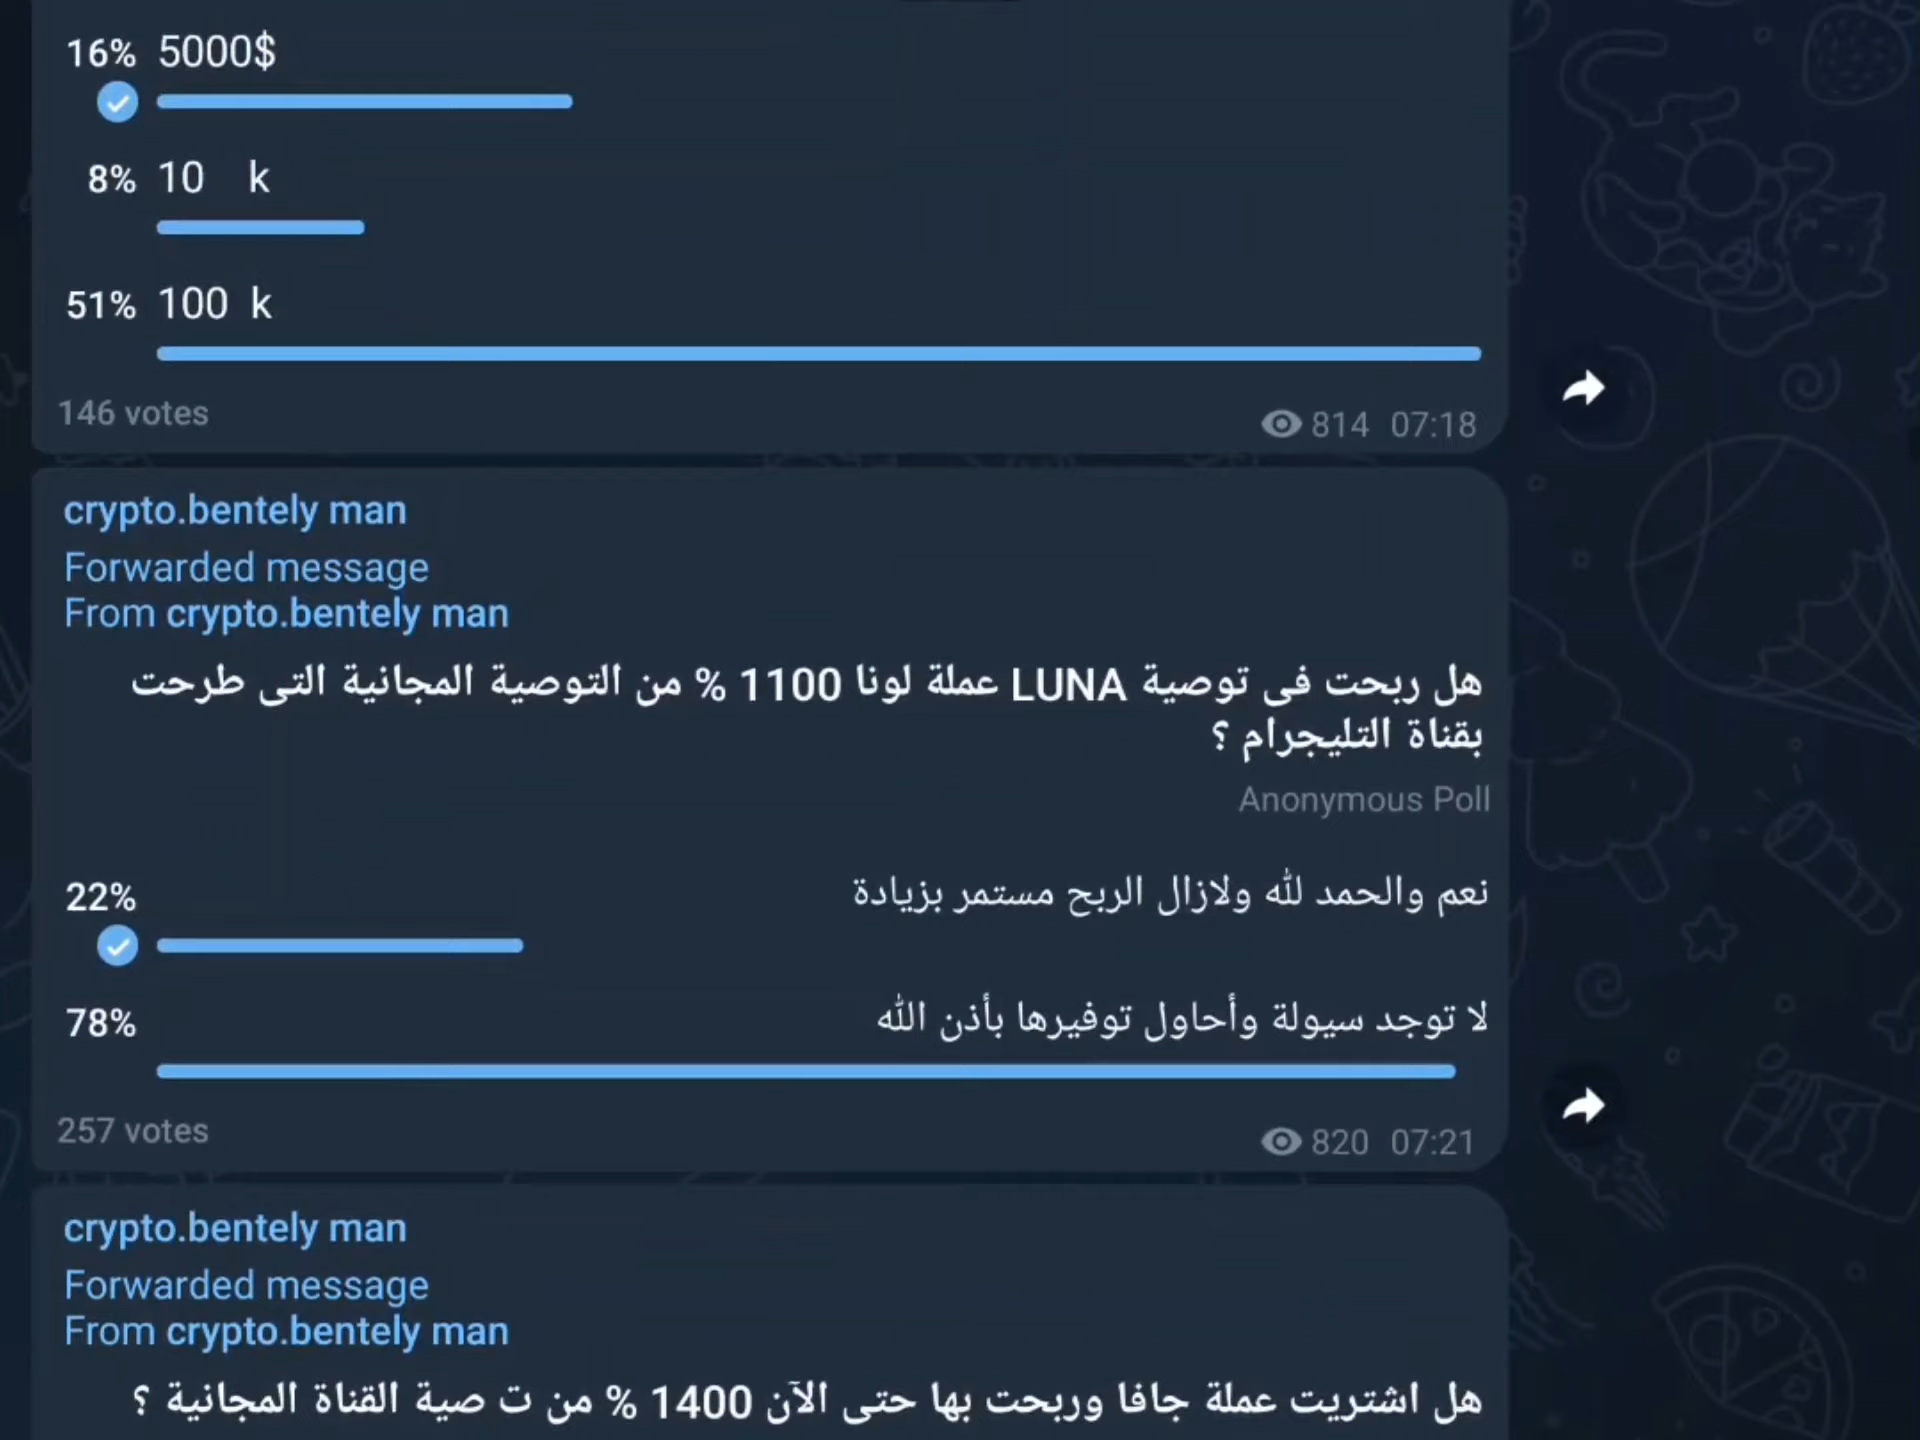 16% 5000$
8% 10 k
51% 100 k
146 votes
814 07:18
crypto.bentely man
Forwarded message
From crypto.bentely man
هل ربحت فى توصية LUNA عملة لونا 1100 % من التوصية المجانية التى طرحت
بقناة التليجرام ؟
Anonymous Poll
22% نعم والحمد لله ولازال الربح مستمر بزيادة
78% لا توجد سيولة وأحاول توفيرها بأذن الله
257 votes
820 07:21
crypto.bentely man
Forwarded message
From crypto.bentely man
هل اشتريت عملة جافا وربحت بها حتى الآن 1400 % من ت صية القناة المجانية ؟